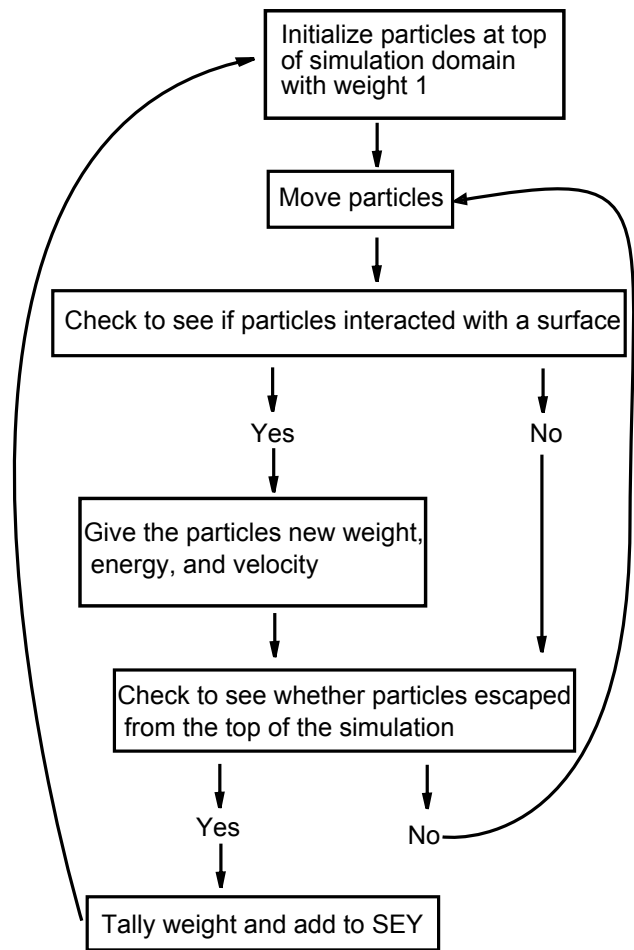 Initialize particles at top
of simulation domain
with weight 1
Move particles
Check to see if particles interacted with a surface
Yes
No
Give the particles new weight,
energy, and velocity
Check to see whether particles escaped
from the top of the simulation
Yes
No
Tally weight and add to SEY